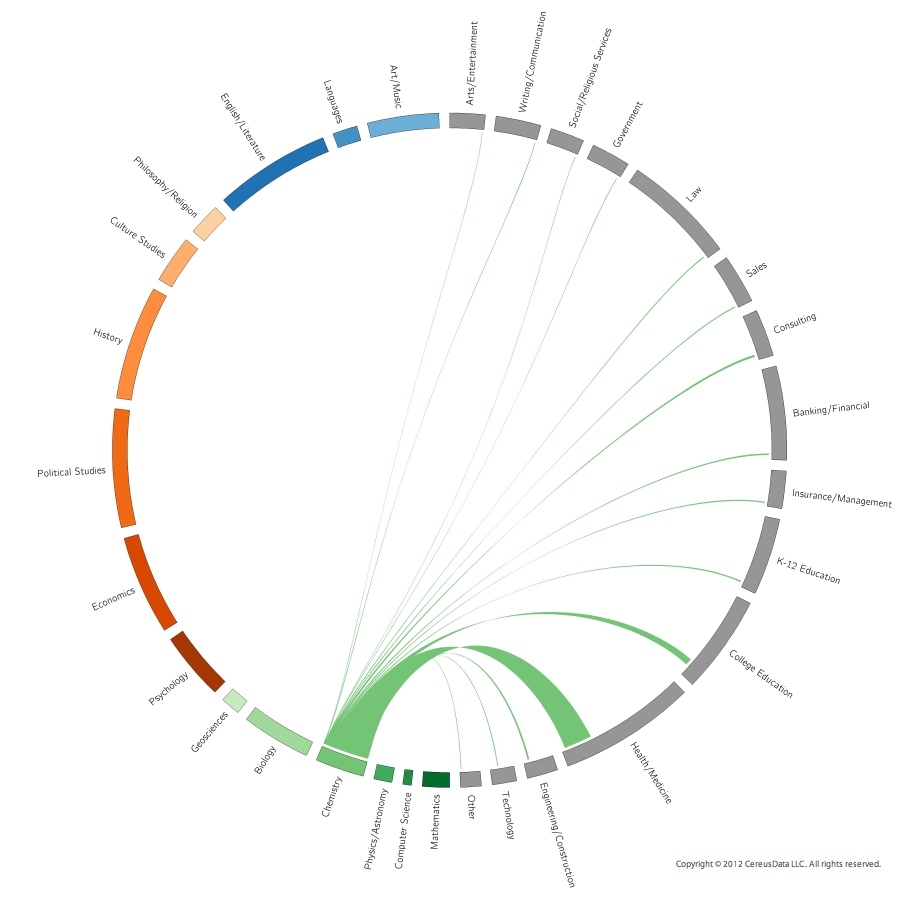 Arts/Entertainment
Writing/Communication
Social/Religious Services
Government
Law
Sales
Consulting
Banking/Financial
Insurance/Management
K-12 Education
College Education
Health/Medicine
Engineering/Construction
Technology
Other
Mathematics
Computer Science
Physics/Astronomy
Chemistry
Biology
Geosciences
Psychology
Economics
Political Studies
History
Culture Studies
Philosophy/Religion
English/Literature
Languages
Art/Music
Copyright © 2012 CereusData LLC. All rights reserved.